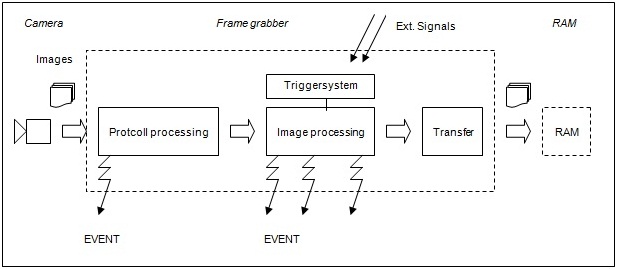 Camera
Frame grabber
Ext. Signals
RAM
Images
Triggersystem
Protcoll processing
Image processing
Transfer
RAM
EVENT
EVENT